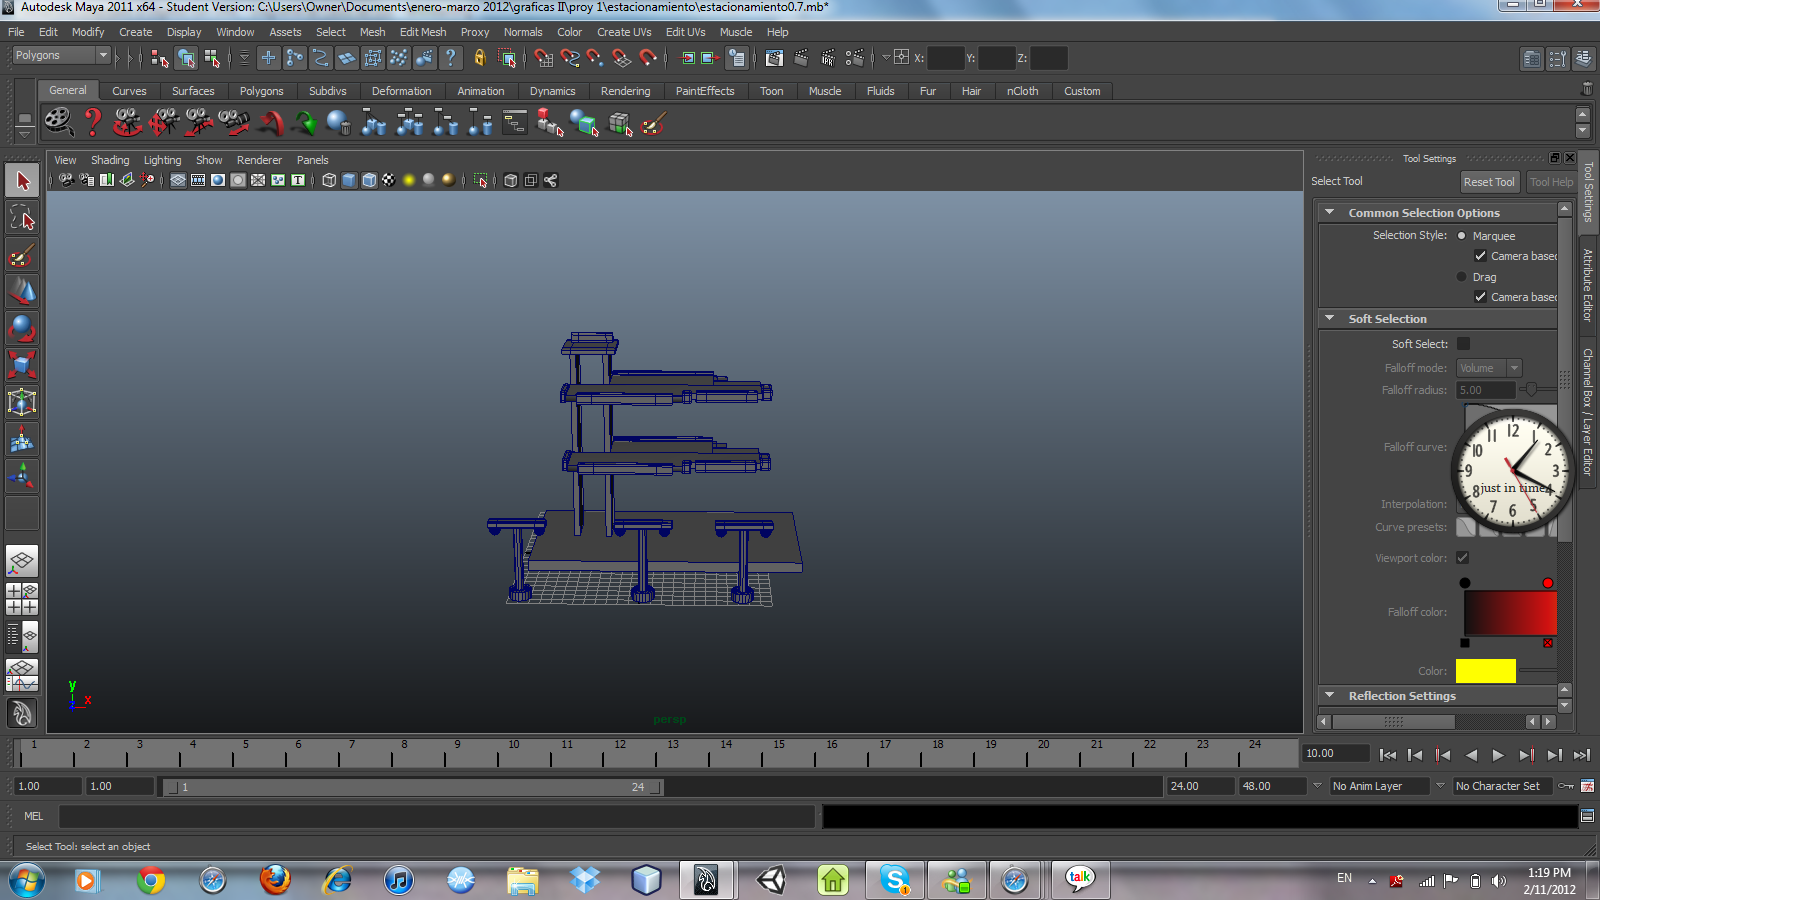 Autodesk Maya 2011 x64 - Student Version: C:\Users\Owner\Documents\enero-marzo 2012\graficas II\proy 1\estacionamiento\estacionamiento0.7.mb*
File Edit Modify Create Display Window Assets Select Mesh Edit Mesh Proxy Normals Color Create UVs Edit UVs Muscle Help
Polygons X: Y: Z:
General Curves Surfaces Polygons Subdivs Deformation Animation Dynamics Rendering PaintEffects Toon Muscle Fluids Fur Hair nCloth Custom
View Shading Lighting Show Renderer Panels
Tool Settings
Select Tool Reset Tool Tool Help
Common Selection Options
Selection Style: Marquee
Camera based
Drag
Camera based
Soft Selection
Soft Select:
Falloff mode: Volume
Falloff radius: 5.00
Falloff curve:
Interpolation:
Curve presets:
Viewport color:
Falloff color:
Color:
Reflection Settings
Tool Settings
Attribute Editor
Channel Box / Layer Editor
12 1 2 3 4 5 6 7 8 9 10 11
just in time
y
x
persp
1 2 3 4 5 6 7 8 9 10 11 12 13 14 15 16 17 18 19 20 21 22 23 24 10.00
1.00 1.00 1 24 24.00 48.00 No Anim Layer No Character Set
MEL
Select Tool: select an object
talk
EN
1:19 PM
2/11/2012